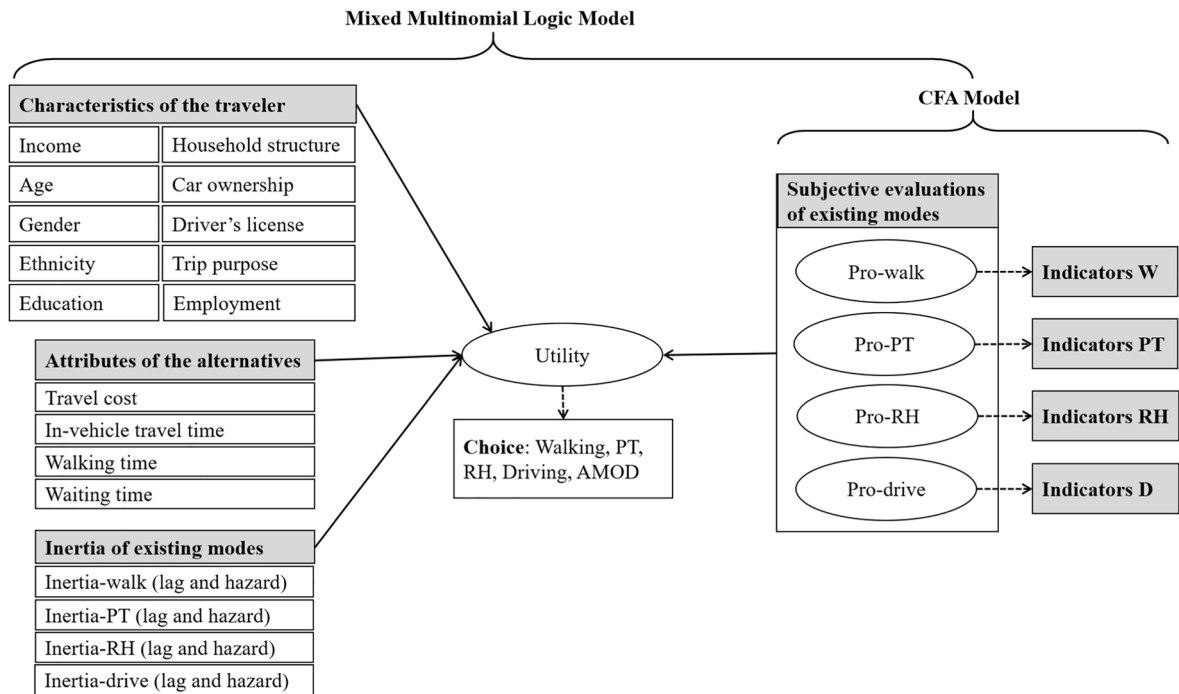 Mixed Multinomial Logic Model
Characteristics of the traveler
Income
Household structure
Age
Car ownership
Gender
Driver's license
Ethnicity
Trip purpose
Education
Employment
Attributes of the alternatives
Travel cost
In-vehicle travel time
Walking time
Waiting time
Inertia of existing modes
Inertia-walk (lag and hazard)
Inertia-PT (lag and hazard)
Inertia-RH (lag and hazard)
Inertia-drive (lag and hazard)
Utility
Choice: Walking, PT,
RH, Driving, AMOD
CFA Model
Subjective evaluations
of existing modes
Pro-walk
Indicators W
Pro-PT
Indicators PT
Pro-RH
Indicators RH
Pro-drive
Indicators D